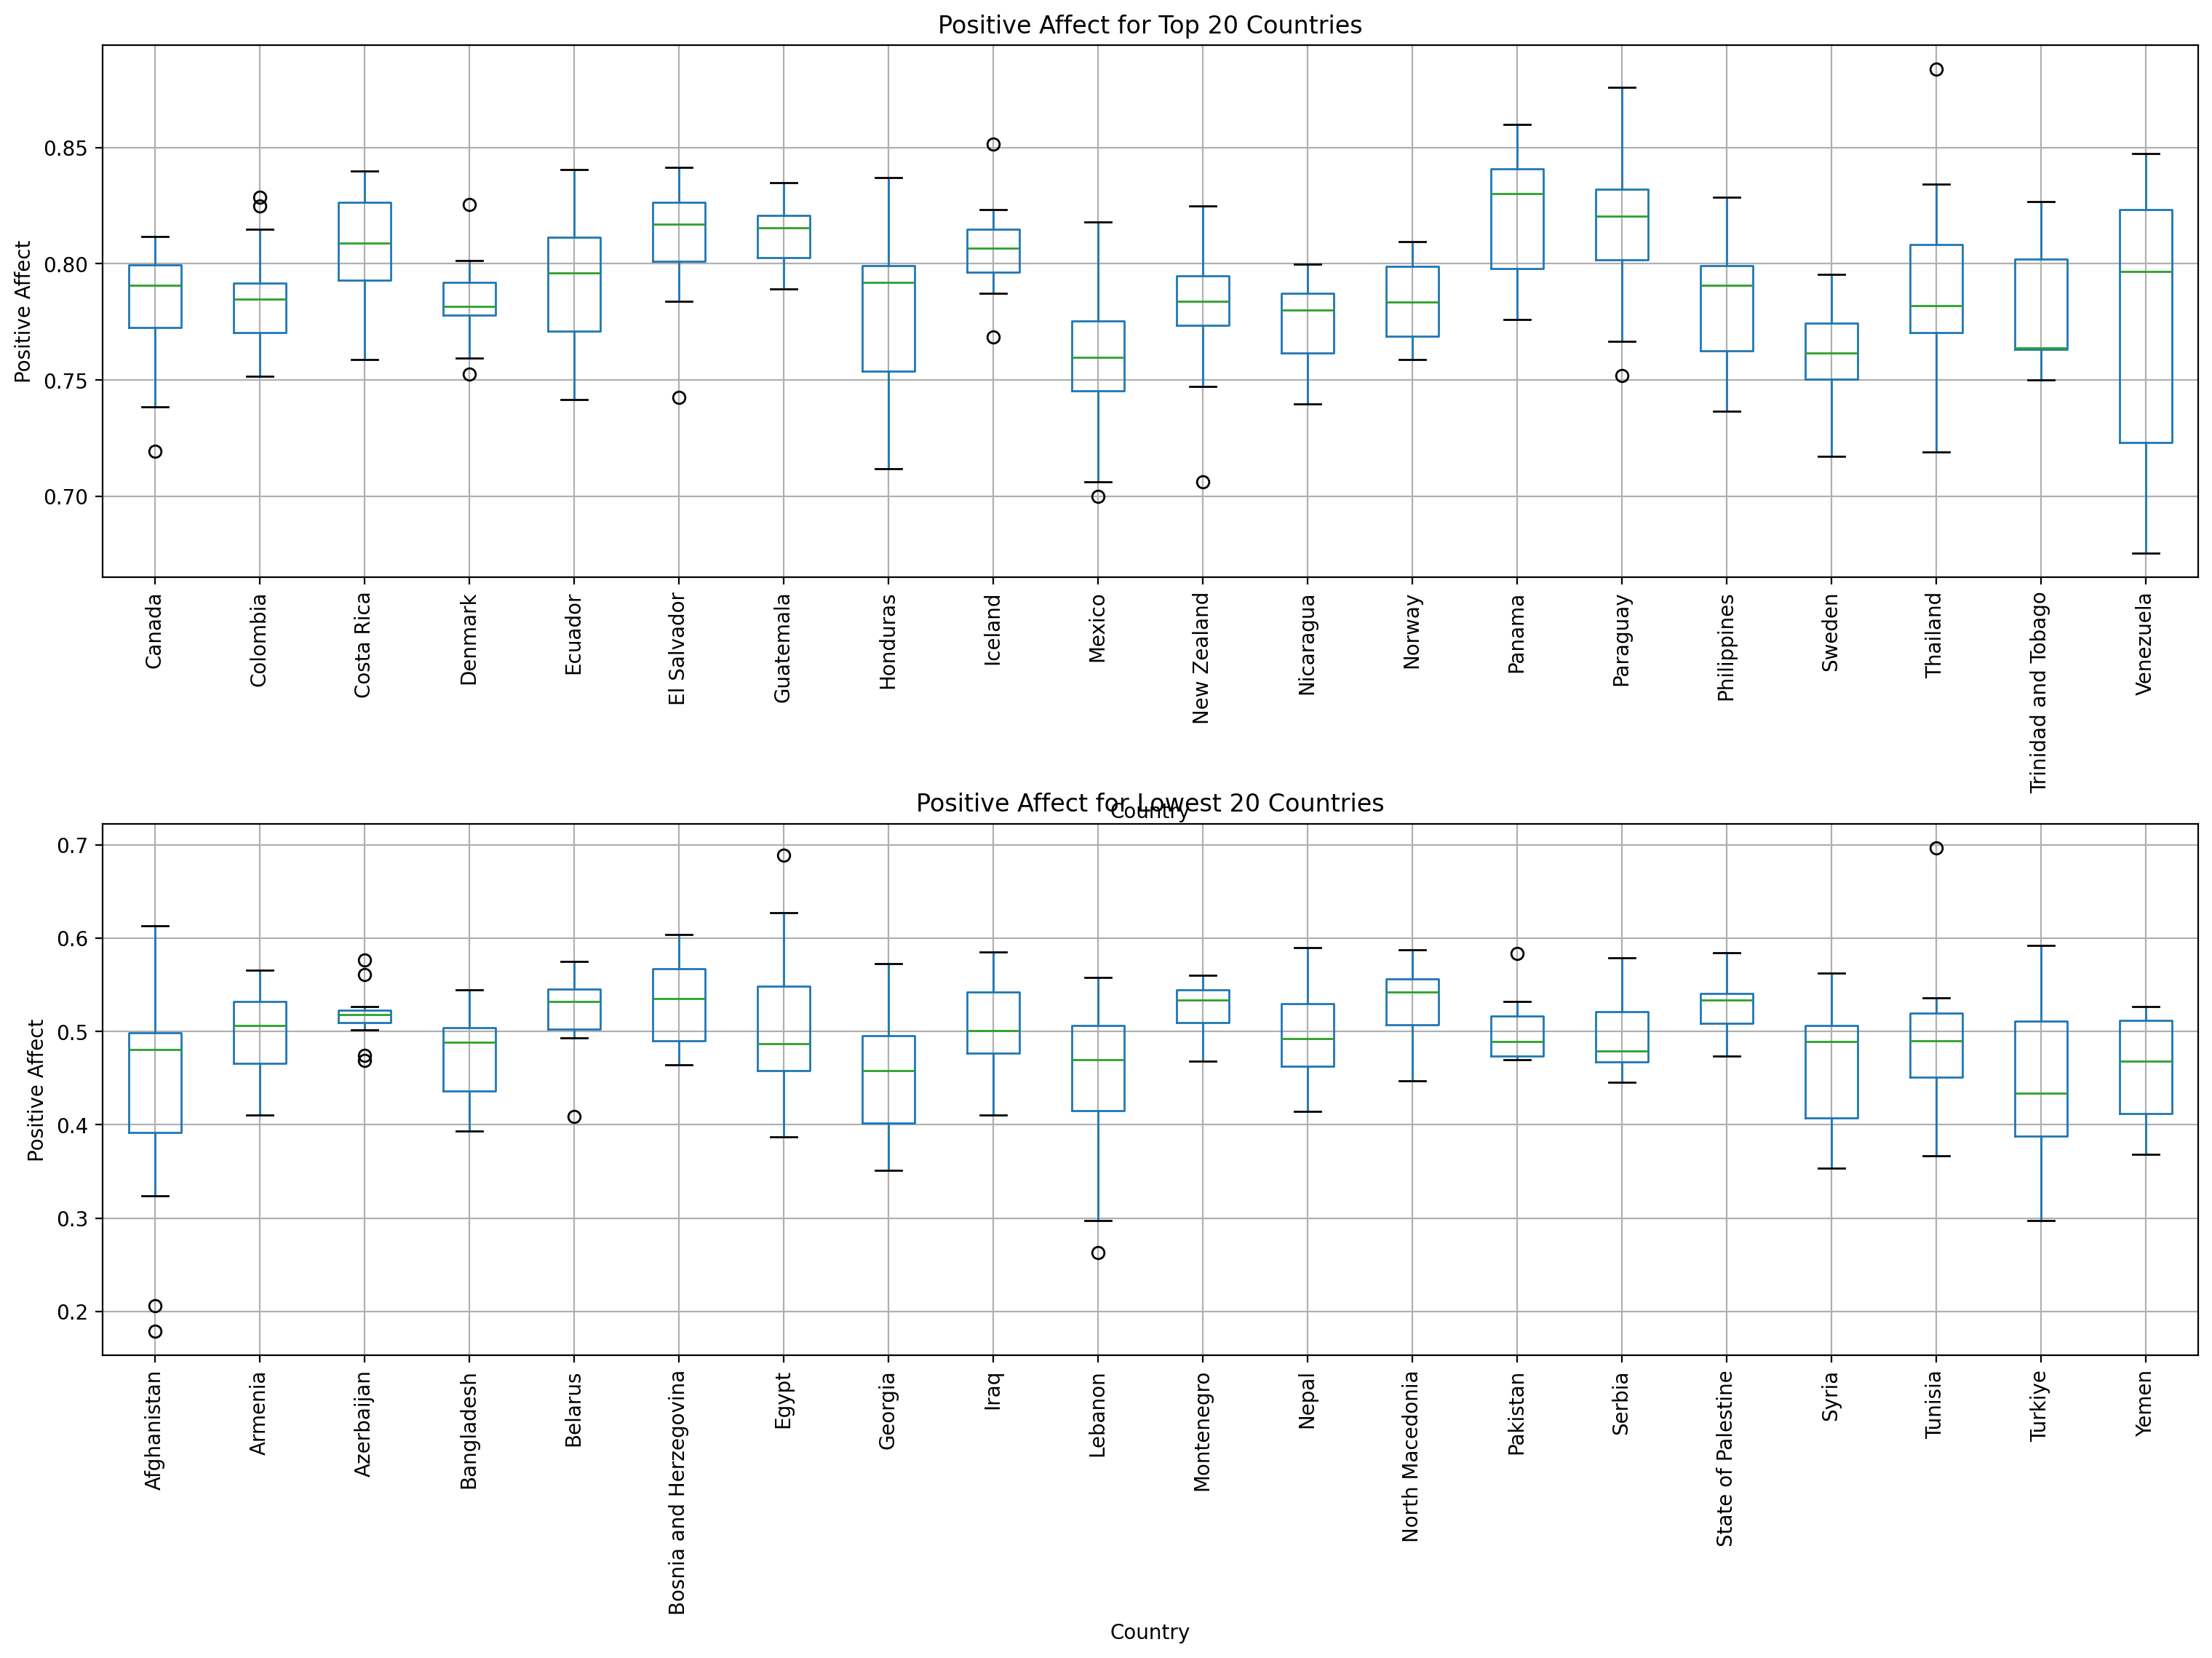 Positive Affect for Top 20 Countries
Positive Affect
0.85
0.80
0.75
0.70
Canada
Colombia
Costa Rica
Denmark
Ecuador
El Salvador
Guatemala
Honduras
Iceland
Mexico
New Zealand
Nicaragua
Norway
Panama
Paraguay
Philippines
Sweden
Thailand
Trinidad and Tobago
Venezuela
Country
Positive Affect for Lowest 20 Countries
Positive Affect
0.7
0.6
0.5
0.4
0.3
0.2
Afghanistan
Armenia
Azerbaijan
Bangladesh
Belarus
Bosnia and Herzegovina
Egypt
Georgia
Iraq
Lebanon
Montenegro
Nepal
North Macedonia
Pakistan
Serbia
State of Palestine
Syria
Tunisia
Turkiye
Yemen
Country